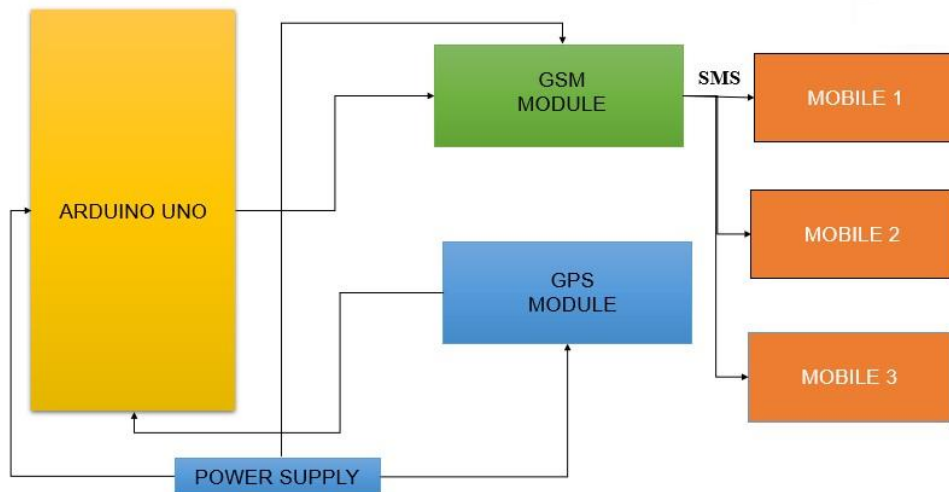 GSM
MODULE
SMS
MOBILE 1
ARDUINO UNO
MOBILE 2
GPS
MODULE
MOBILE 3
POWER SUPPLY